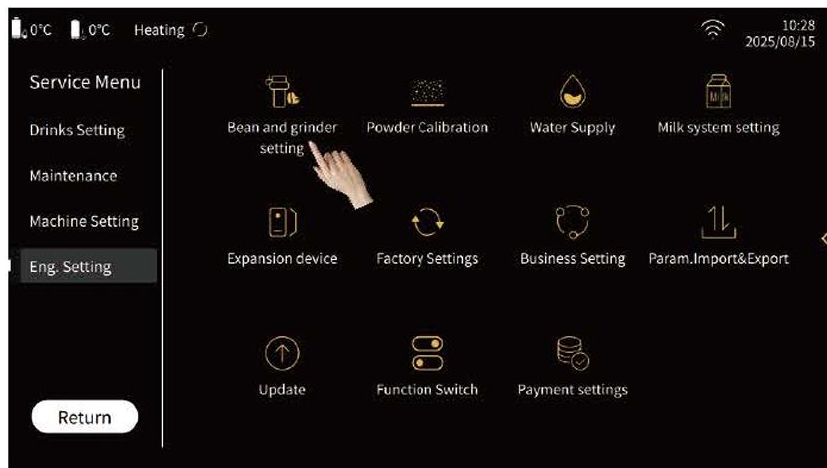 0°C 0°C Heating 10:28
2025/08/15
Service Menu
Drinks Setting
Maintenance
Machine Setting
Eng. Setting
Return
Bean and grinder
setting
Powder Calibration
Water Supply
Milk
Milk system setting
Expansion device
Factory Settings
Business Setting
Param.Import&Export
Update
Function Switch
Payment settings